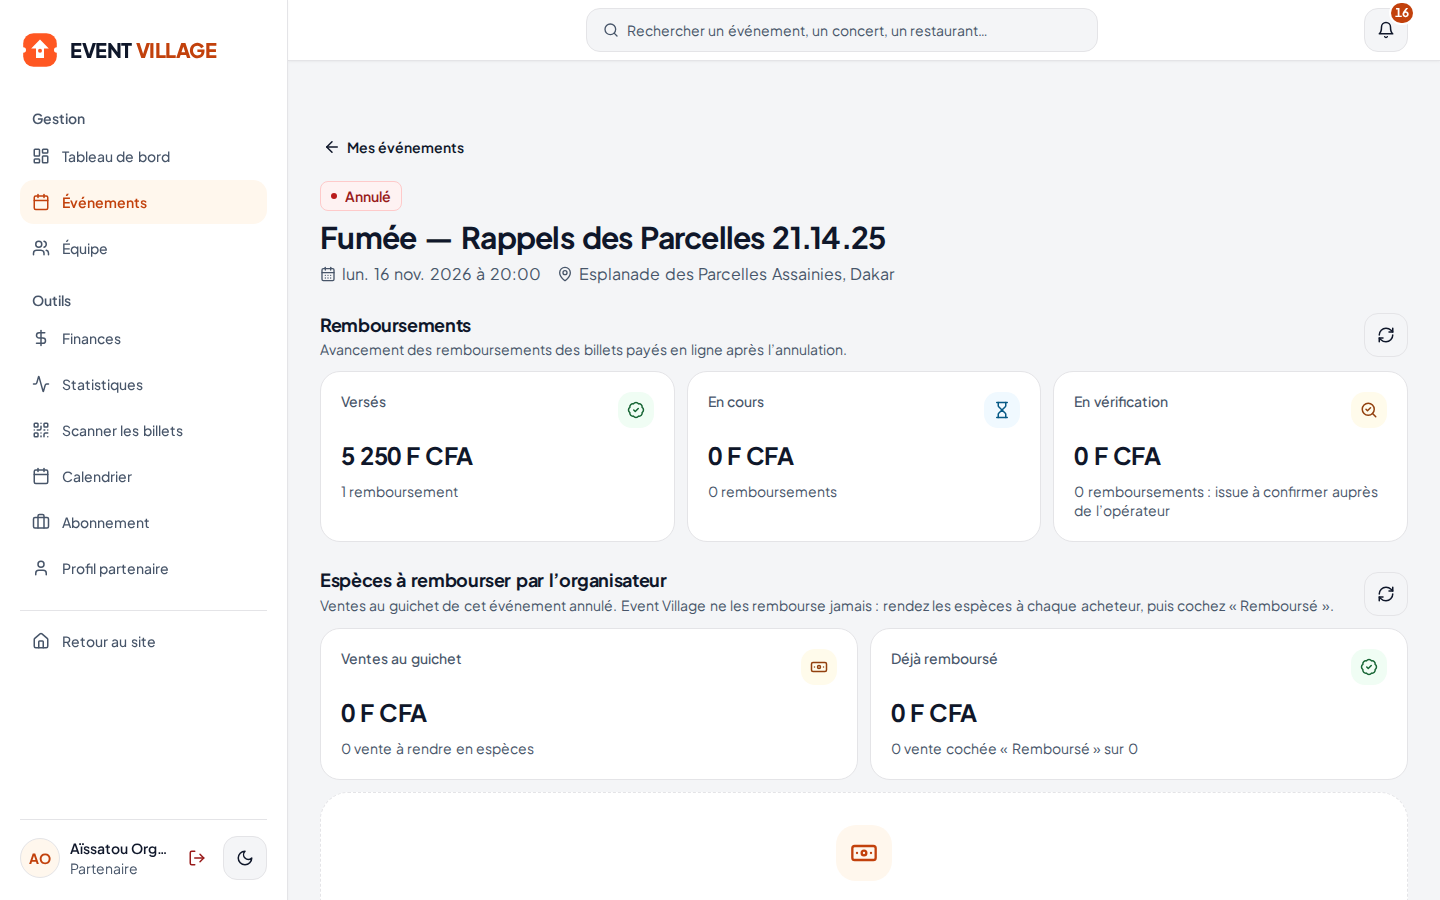 EVENT VILLAGE
Rechercher un événement, un concert, un restaurant…
16
Gestion
Tableau de bord
Événements
Équipe
Outils
Finances
Statistiques
Scanner les billets
Calendrier
Abonnement
Profil partenaire
Retour au site
AO
Aïssatou Org…
Partenaire
Mes événements
Annulé
Fumée — Rappels des Parcelles 21.14.25
lun. 16 nov. 2026 à 20:00 Esplanade des Parcelles Assainies, Dakar
Remboursements
Avancement des remboursements des billets payés en ligne après l’annulation.
Versés
5 250 F CFA
1 remboursement
En cours
0 F CFA
0 remboursements
En vérification
0 F CFA
0 remboursements : issue à confirmer auprès
de l’opérateur
Espèces à rembourser par l’organisateur
Ventes au guichet de cet événement annulé. Event Village ne les rembourse jamais : rendez les espèces à chaque acheteur, puis cochez « Remboursé ».
Ventes au guichet
0 F CFA
0 vente à rendre en espèces
Déjà remboursé
0 F CFA
0 vente cochée « Remboursé » sur 0